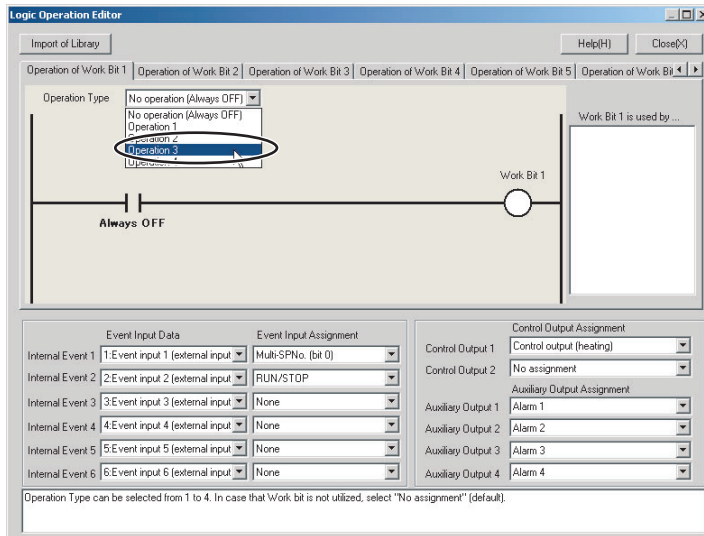 Logic Operation Editor
Import of Library Help(H) Close(X)
Operation of Work Bit 1 Operation of Work Bit 2 Operation of Work Bit 3 Operation of Work Bit 4 Operation of Work Bit 5 Operation of Work Bit
Operation Type No operation (Always OFF)
No operation (Always OFF)
Operation 1
Operation 2
Operation 3
Work Bit 1 is used by ...
Work Bit 1
Always OFF
Event Input Data Event Input Assignment
Internal Event 1 1:Event input 1 (external input Multi-SPNo. (bit 0)
Internal Event 2 2:Event input 2 (external input RUN/STOP
Internal Event 3 3:Event input 3 (external input None
Internal Event 4 4:Event input 4 (external input None
Internal Event 5 5:Event input 5 (external input None
Internal Event 6 6:Event input 6 (external input None
Control Output Assignment
Control Output 1 Control output (heating)
Control Output 2 No assignment
Auxiliary Output Assignment
Auxiliary Output 1 Alarm 1
Auxiliary Output 2 Alarm 2
Auxiliary Output 3 Alarm 3
Auxiliary Output 4 Alarm 4
Operation Type can be selected from 1 to 4. In case that Work bit is not utilized, select "No assignment" (default).